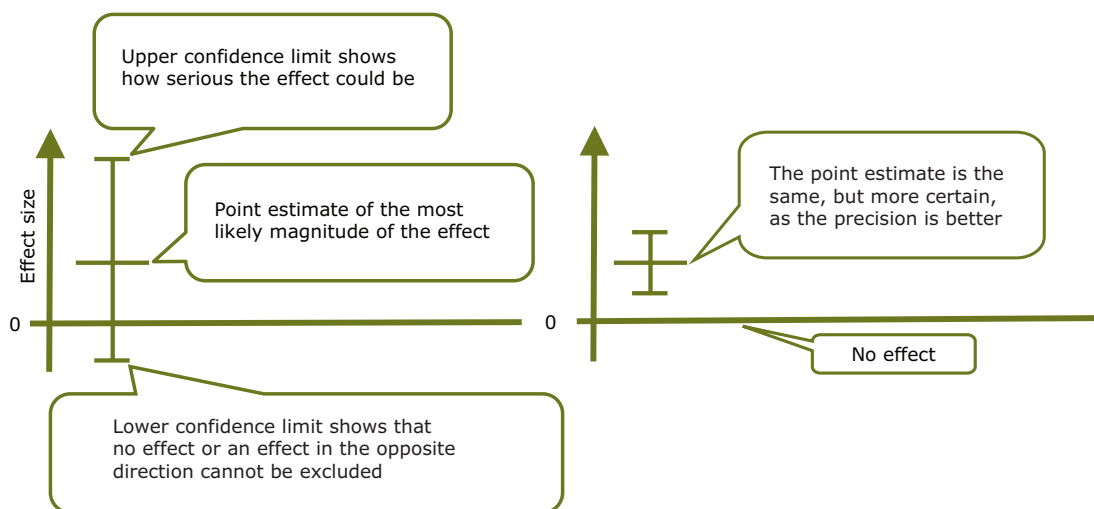 Upper confidence limit shows
how serious the effect could be
Effect size
Point estimate of the most
likely magnitude of the effect
0
Lower confidence limit shows that
no effect or an effect in the opposite
direction cannot be excluded
The point estimate is the
same, but more certain,
as the precision is better
0
No effect